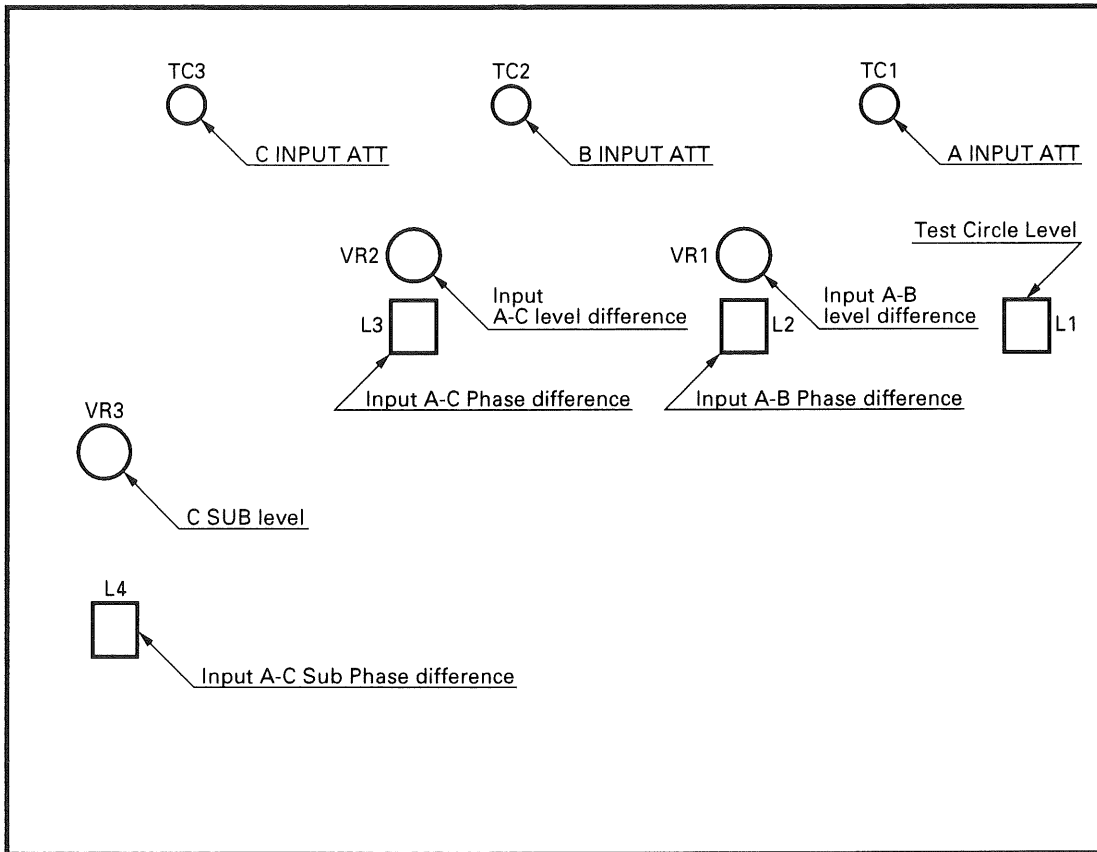 TC3
TC2
TC1
C INPUT ATT
B INPUT ATT
A INPUT ATT
Test Circle Level
VR2
VR1
Input
A-C level difference
Input A-B
level difference
L3
L2
L1
Input A-C Phase difference
Input A-B Phase difference
VR3
C SUB level
L4
Input A-C Sub Phase difference